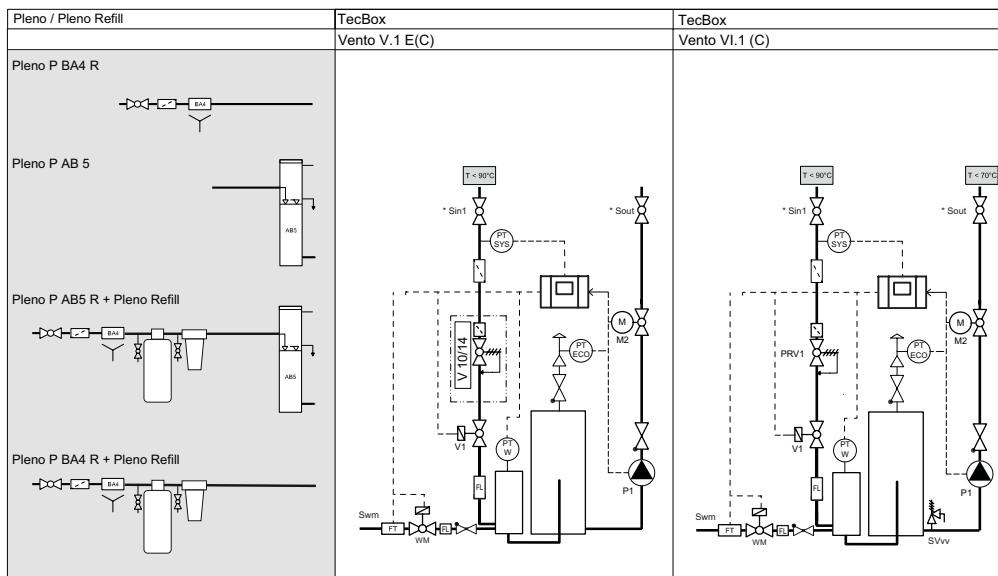 Pleno / Pleno Refill
TecBox
TecBox
Vento V.1 E(C)
Vento VI.1 (C)
Pleno P BA4 R
BA4
Pleno P AB 5
AB5
Pleno P AB5 R + Pleno Refill
BA4
AB5
Pleno P BA4 R + Pleno Refill
BA4
T < 90°C
* Sin1
* Sout
PT SYS
M
M2
V 10/14
PT ECO
V1
PT W
FL
P1
Swm
FT
WM
FL
T < 90°C
T < 70°C
* Sin1
* Sout
PT SYS
M
M2
PRV1
PT ECO
V1
PT W
FL
P1
Swm
FT
WM
FL
SVvv